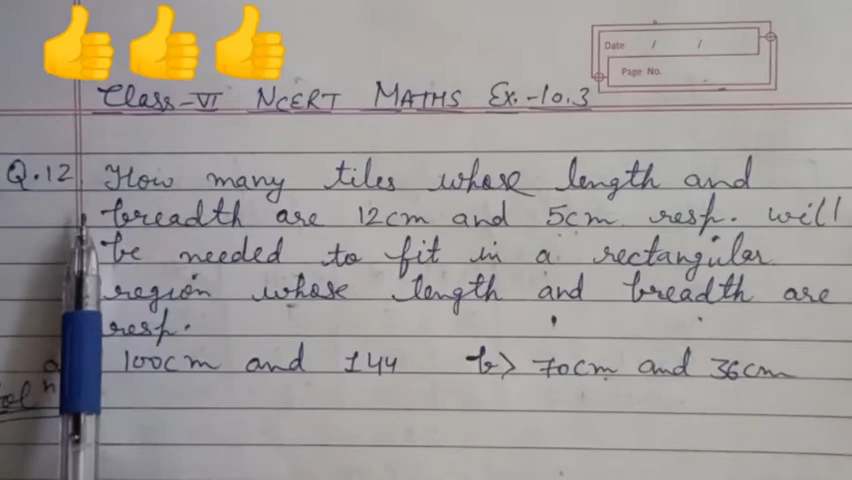 Date / /
Page No.
Class-VI NCERT MATHS Ex.-10.3
Q.12 How many tiles whose length and
breadth are 12cm and 5cm resp. will
be needed to fit in a rectangular
region whose length and breadth are
resp.
100cm and 144 b> 70cm and 36cm